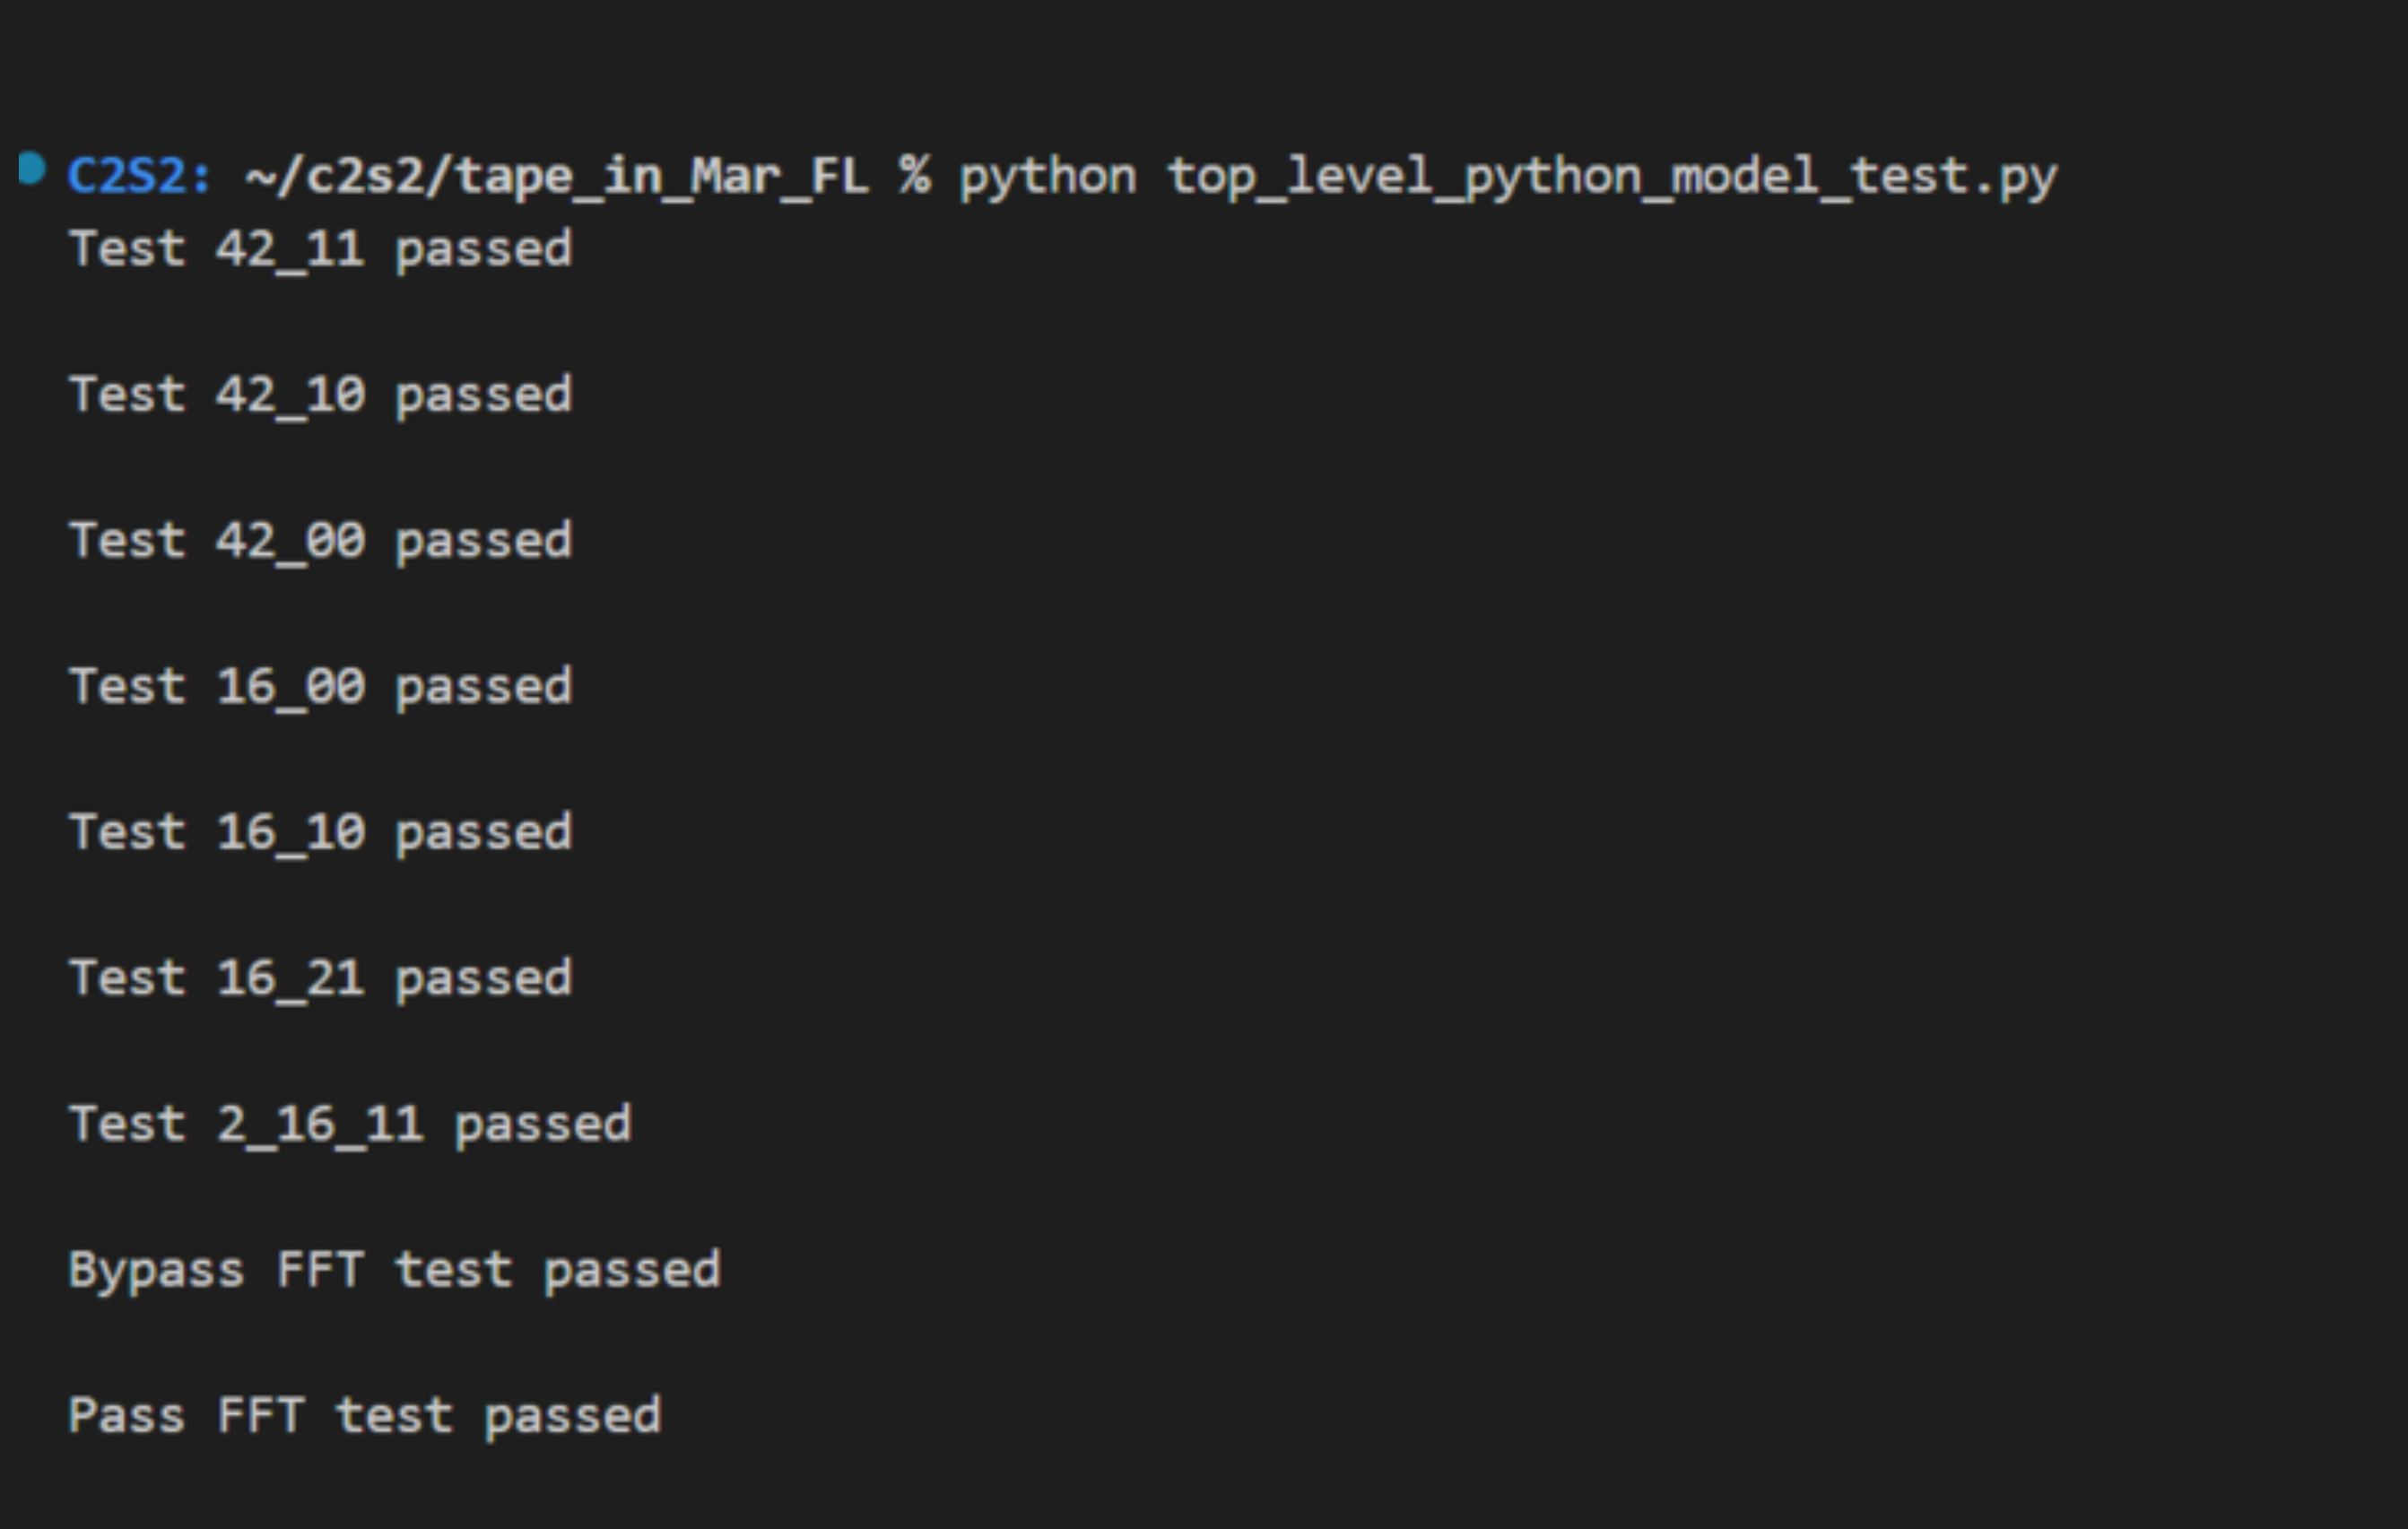 C2S2: ~/c2s2/tape_in_Mar_FL % python top_level_python_model_test.py
Test 42_11 passed
Test 42_10 passed
Test 42_00 passed
Test 16_00 passed
Test 16_10 passed
Test 16_21 passed
Test 2_16_11 passed
Bypass FFT test passed
Pass FFT test passed